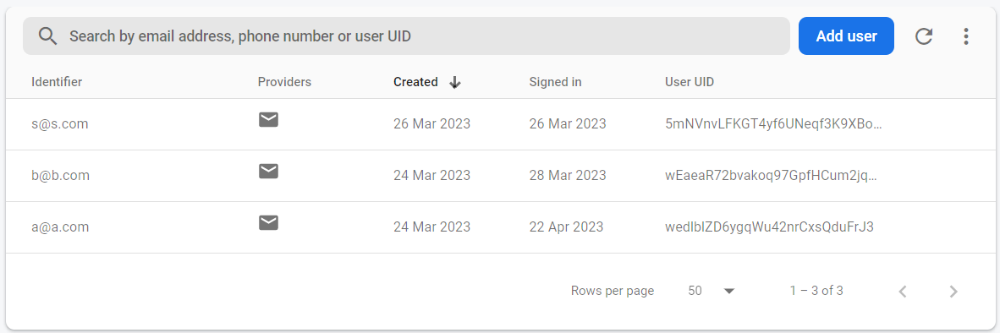 Search by email address, phone number or user UID Add user
Identifier Providers Created Signed in User UID
s@s.com 26 Mar 2023 26 Mar 2023 5mNVnvLFKGT4yf6UNeqf3K9XBo…
b@b.com 24 Mar 2023 28 Mar 2023 wEaeaR72bvakoq97GpfHCum2jq…
a@a.com 24 Mar 2023 22 Apr 2023 wedIblZD6ygqWu42nrCxsQduFrJ3
Rows per page 50 1 – 3 of 3